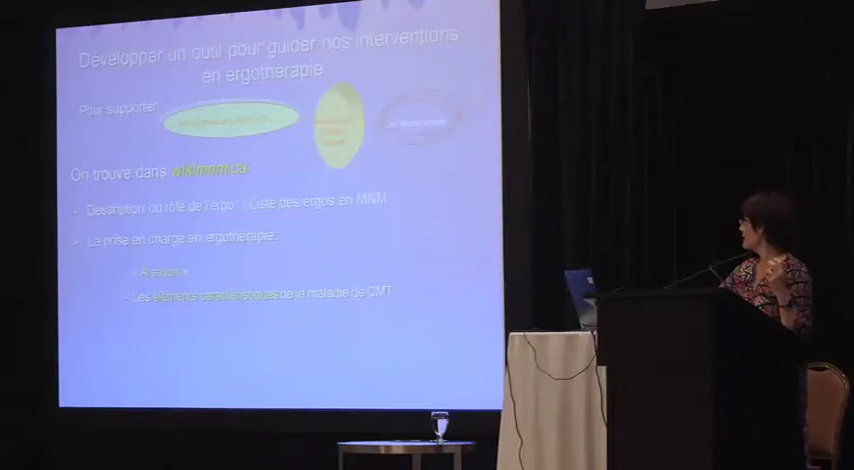 Développer un outil pour guider nos interventions
en ergothérapie
Pour supporter
On trouve dans wikimnm.ca :
Description du rôle de l'ergo / Liste des ergos en MNM
La prise en charge en ergothérapie:
- « À savoir »
- Les éléments caractéristiques de la maladie de CMT